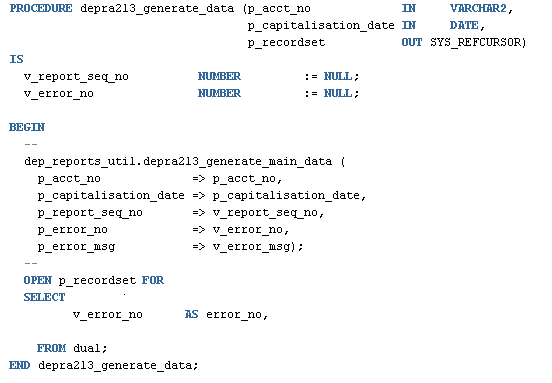 PROCEDURE depra213_generate_data (p_acct_no IN VARCHAR2,
p_capitalisation_date IN DATE,
p_recordset OUT SYS_REFCURSOR)
IS
v_report_seq_no NUMBER := NULL;
v_error_no NUMBER := NULL;
BEGIN
--
dep_reports_util.depra213_generate_main_data (
p_acct_no => p_acct_no,
p_capitalisation_date => p_capitalisation_date,
p_report_seq_no => v_report_seq_no,
p_error_no => v_error_no,
p_error_msg => v_error_msg);
--
OPEN p_recordset FOR
SELECT
v_error_no AS error_no,
FROM dual;
END depra213_generate_data;